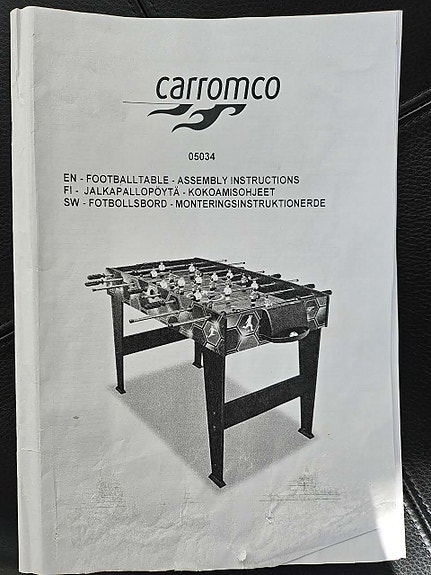 carromco
05034
EN - FOOTBALLTABLE - ASSEMBLY INSTRUCTIONS
FI - JALKAPALLOPÖYTÄ - KOKOAMISOHJEET
SW - FOTBOLLSBORD - MONTERINGSINSTRUKTIONERDE